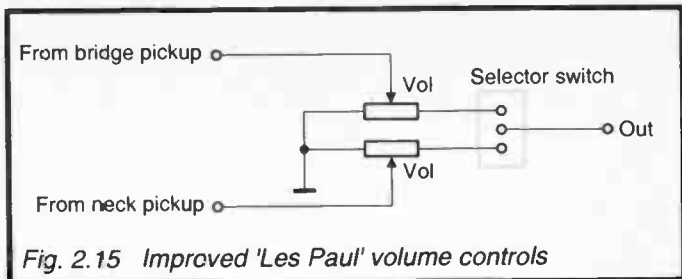 From bridge pickup
Vol
Selector switch
Out
Vol
From neck pickup
Fig. 2.15 Improved 'Les Paul' volume controls